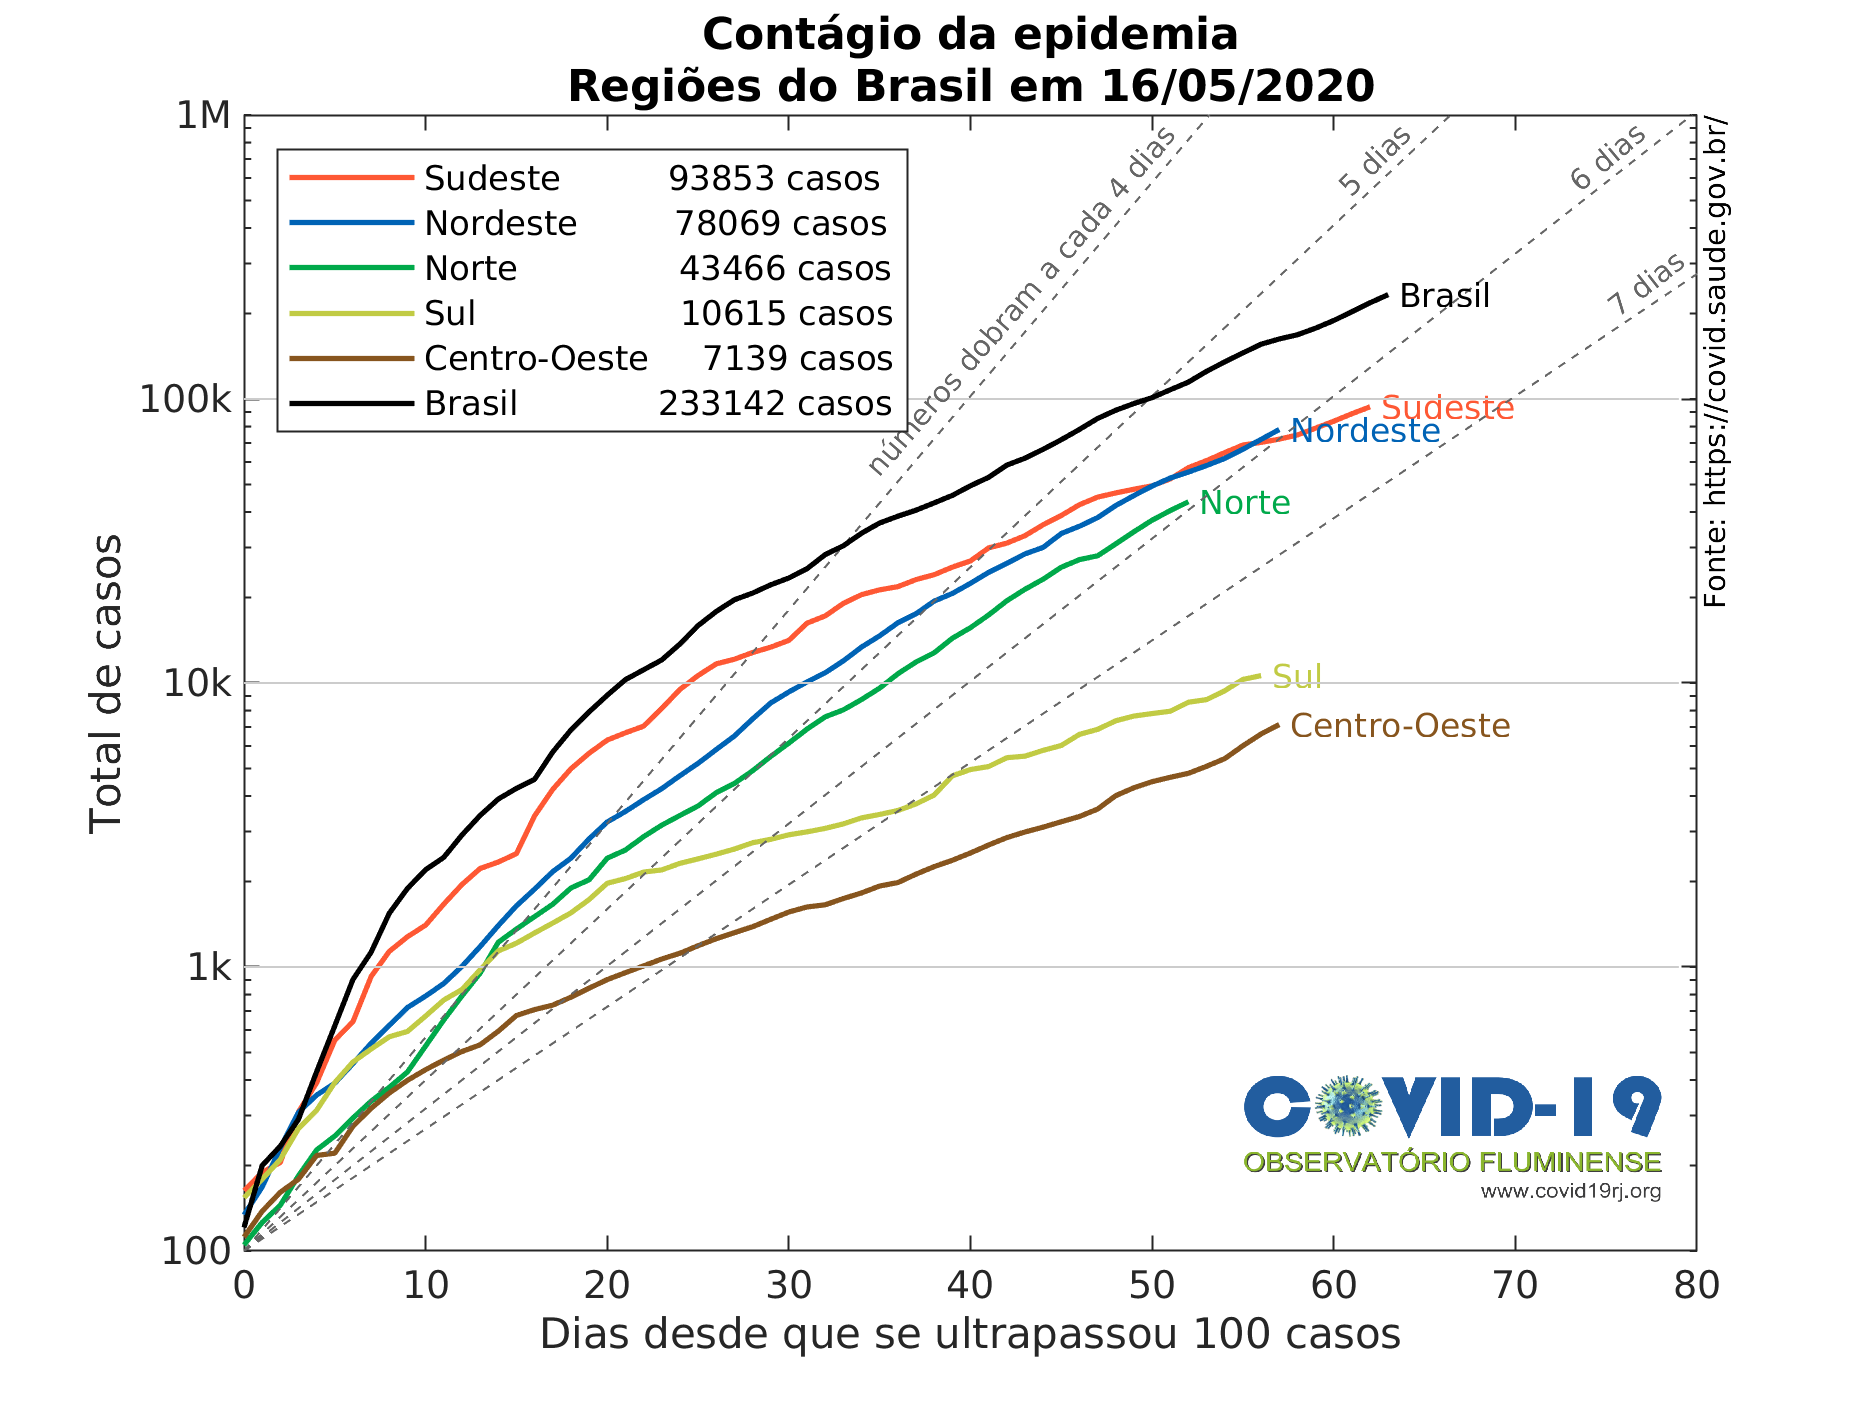 Contágio da epidemia
Regiões do Brasil em 16/05/2020
1M
100k
10k
1k
100
Total de casos
Sudeste 93853 casos
Nordeste 78069 casos
Norte 43466 casos
Sul 10615 casos
Centro-Oeste 7139 casos
Brasil 233142 casos
números dobram a cada 4 dias
5 dias
6 dias
7 dias
Brasil
Sudeste
Nordeste
Norte
Sul
Centro-Oeste
Fonte: https://covid.saude.gov.br/
COVID-19
OBSERVATÓRIO FLUMINENSE
www.covid19rj.org
0 10 20 30 40 50 60 70 80
Dias desde que se ultrapassou 100 casos